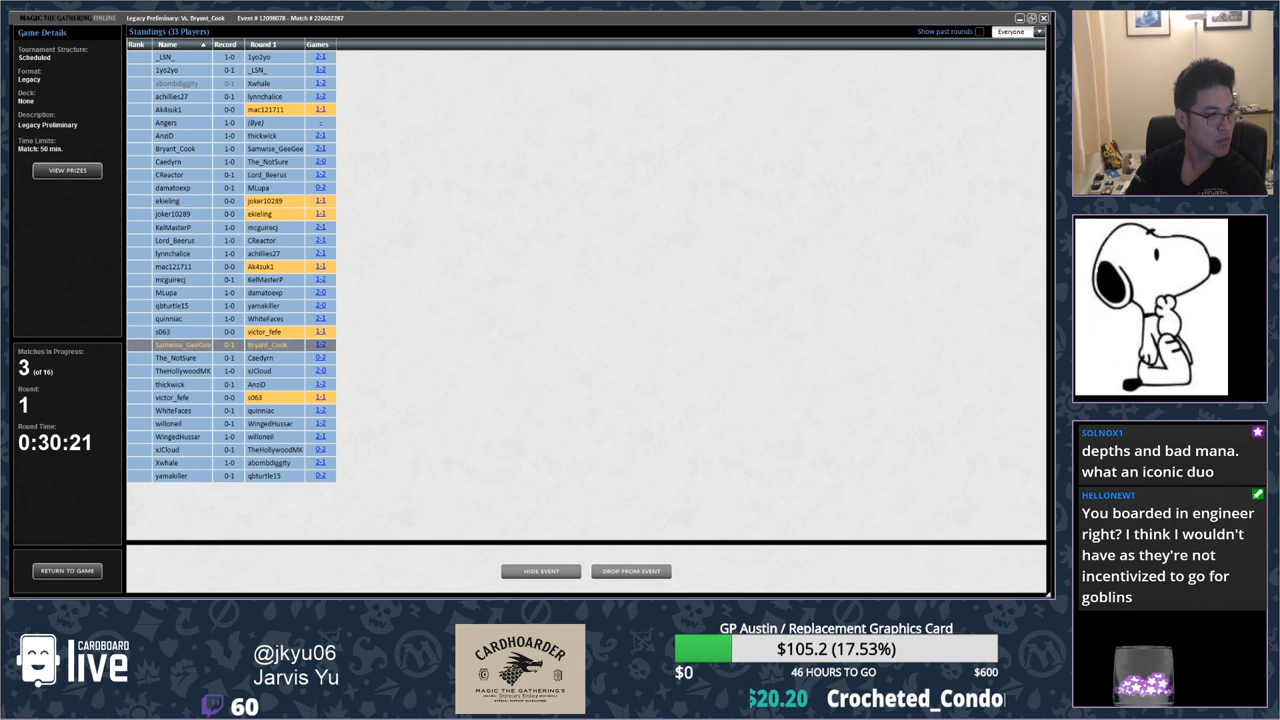 MAGIC THE GATHERING ONLINE
Legacy Preliminary: Vs. Bryant_Cook Event # 12098078 - Match # 226602287
Game Details
Tournament Structure:
Scheduled
Format:
Legacy
Deck:
None
Description:
Legacy Preliminary
Time Limits:
Match: 50 min.
VIEW PRIZES
Matches In Progress:
3 (of 16)
Round:
1
Round Time:
0:30:21
RETURN TO GAME
Standings (33 Players)
Show past rounds
Everyone
Rank Name Record Round 1 Games
_LSN_ 1-0 1yo2yo 2-1
1yo2yo 0-1 _LSN_ 1-2
abombdiggity 0-1 Xwhale 1-2
achillies27 0-1 lynnchalice 1-2
Ak4suk1 0-0 mac121711 1-1
Angers 1-0 (Bye) -
AnziD 1-0 thickwick 2-1
Bryant_Cook 1-0 Samwise_GeeGee 2-1
Caedyrn 1-0 The_NotSure 2-0
CReactor 0-1 Lord_Beerus 1-2
damatoexp 0-1 MLupa 0-2
ekieling 0-0 joker10289 1-1
joker10289 0-0 ekieling 1-1
KelMasterP 1-0 mcguirecj 2-1
Lord_Beerus 1-0 CReactor 2-1
lynnchalice 1-0 achillies27 2-1
mac121711 0-0 Ak4suk1 1-1
mcguirecj 0-1 KelMasterP 1-2
MLupa 1-0 damatoexp 2-0
qbturtle15 1-0 yamakiller 2-0
quinniac 1-0 WhiteFaces 2-1
s063 0-0 victor_fefe 1-1
Samwise_GeeGee 0-1 Bryant_Cook 1-2
The_NotSure 0-1 Caedyrn 0-2
TheHollywoodMK 1-0 xJCloud 2-0
thickwick 0-1 AnziD 1-2
victor_fefe 0-0 s063 1-1
WhiteFaces 0-1 quinniac 1-2
willoneil 0-1 WingedHussar 1-2
WingedHussar 1-0 willoneil 2-1
xJCloud 0-1 TheHollywoodMK 0-2
Xwhale 1-0 abombdiggity 2-1
yamakiller 0-1 qbturtle15 0-2
HIDE EVENT
DROP FROM EVENT
SOLNOX1
depths and bad mana.
what an iconic duo
HELLONEWT
You boarded in engineer
right? I think I wouldn't
have as they're not
incentivized to go for
goblins
CARDBOARD
live
@jkyu06
Jarvis Yu
60
CARDHOARDER
MAGIC THE GATHERING'S
GP Austin / Replacement Graphics Card
$105.2 (17.53%)
$0
46 HOURS TO GO
$600
$20.20 Crocheted_Condo